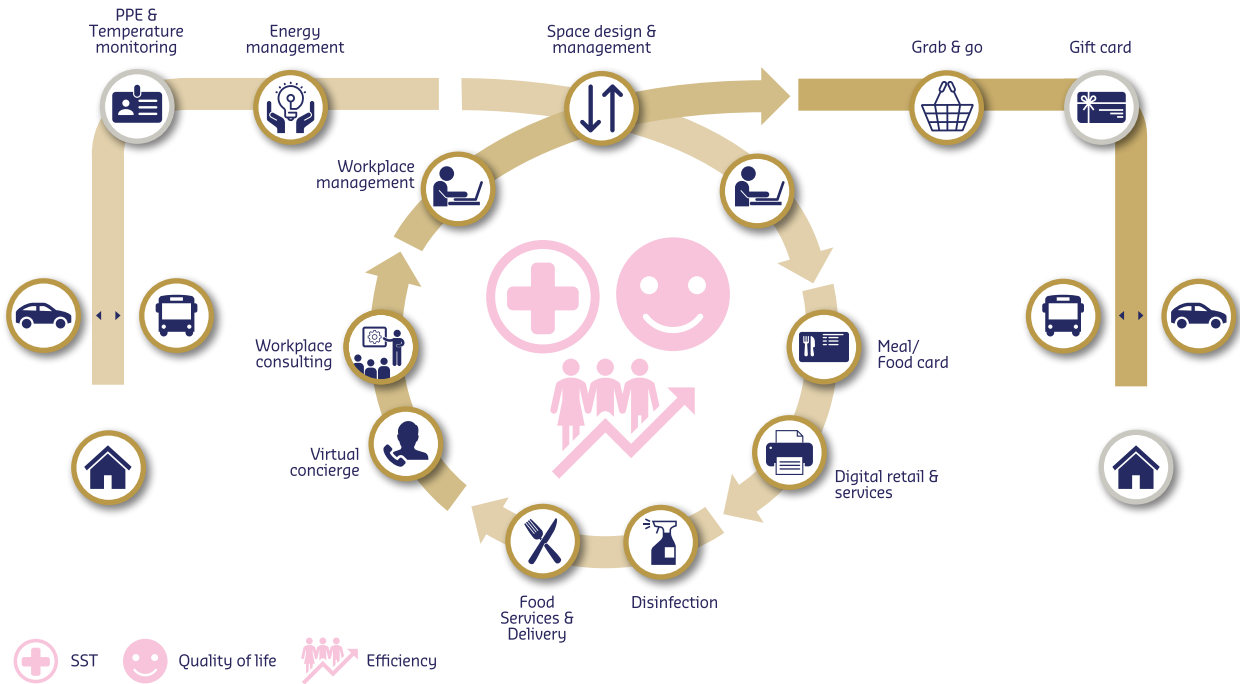 PPE &
Temperature
monitoring
Energy
management
Space design &
management
Grab & go
Gift card
Workplace
management
Workplace
consulting
Meal/
Food card
Virtual
concierge
Digital retail &
services
Food
Services &
Delivery
Disinfection
SST
Quality of life
Efficiency